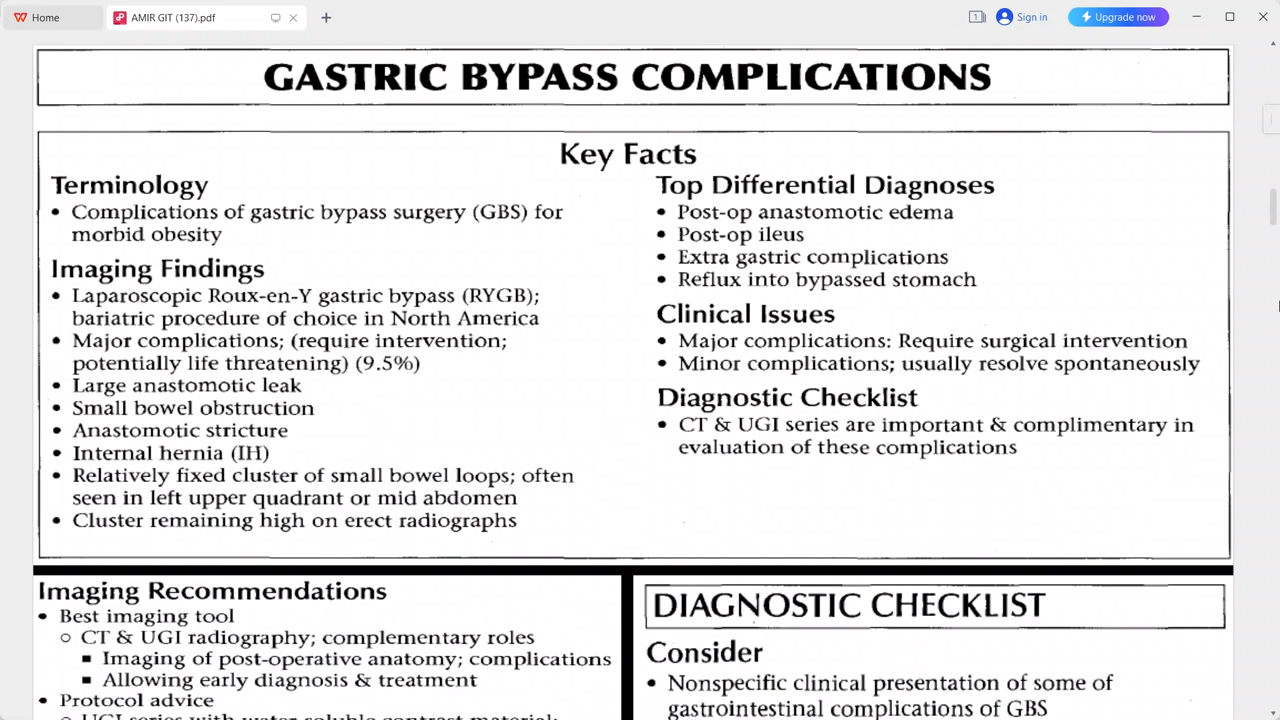 Home
AMIR GIT (137).pdf
1
Sign in
Upgrade now
GASTRIC BYPASS COMPLICATIONS
Key Facts
Terminology
• Complications of gastric bypass surgery (GBS) for
morbid obesity
Imaging Findings
• Laparoscopic Roux-en-Y gastric bypass (RYGB);
bariatric procedure of choice in North America
• Major complications; (require intervention;
potentially life threatening) (9.5%)
• Large anastomotic leak
• Small bowel obstruction
• Anastomotic stricture
• Internal hernia (IH)
• Relatively fixed cluster of small bowel loops; often
seen in left upper quadrant or mid abdomen
• Cluster remaining high on erect radiographs
Top Differential Diagnoses
• Post-op anastomotic edema
• Post-op ileus
• Extra gastric complications
• Reflux into bypassed stomach
Clinical Issues
• Major complications: Require surgical intervention
• Minor complications; usually resolve spontaneously
Diagnostic Checklist
• CT & UGI series are important & complimentary in
evaluation of these complications
Imaging Recommendations
• Best imaging tool
○ CT & UGI radiography; complementary roles
■ Imaging of post-operative anatomy; complications
■ Allowing early diagnosis & treatment
• Protocol advice
○ UGI series with water soluble contrast material;
DIAGNOSTIC CHECKLIST
Consider
• Nonspecific clinical presentation of some of
gastrointestinal complications of GBS